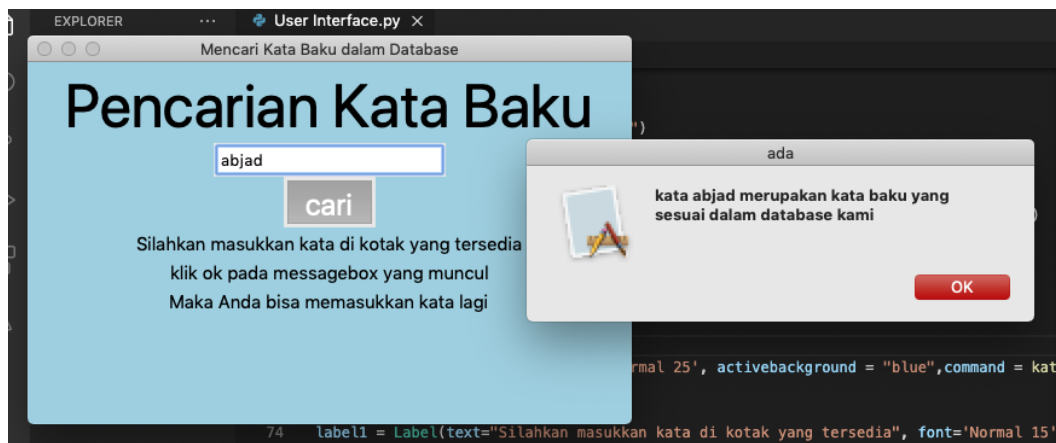 EXPLORER
...
User Interface.py ×
Mencari Kata Baku dalam Database
Pencarian Kata Baku
abjad
cari
Silahkan masukkan kata di kotak yang tersedia
klik ok pada messagebox yang muncul
Maka Anda bisa memasukkan kata lagi
")
ada
kata abjad merupakan kata baku yang
sesuai dalam database kami
)
OK
rmal 25', activebackground = "blue",command = kat
74 label1 = Label(text="Silahkan masukkan kata di kotak yang tersedia", font='Normal 15'